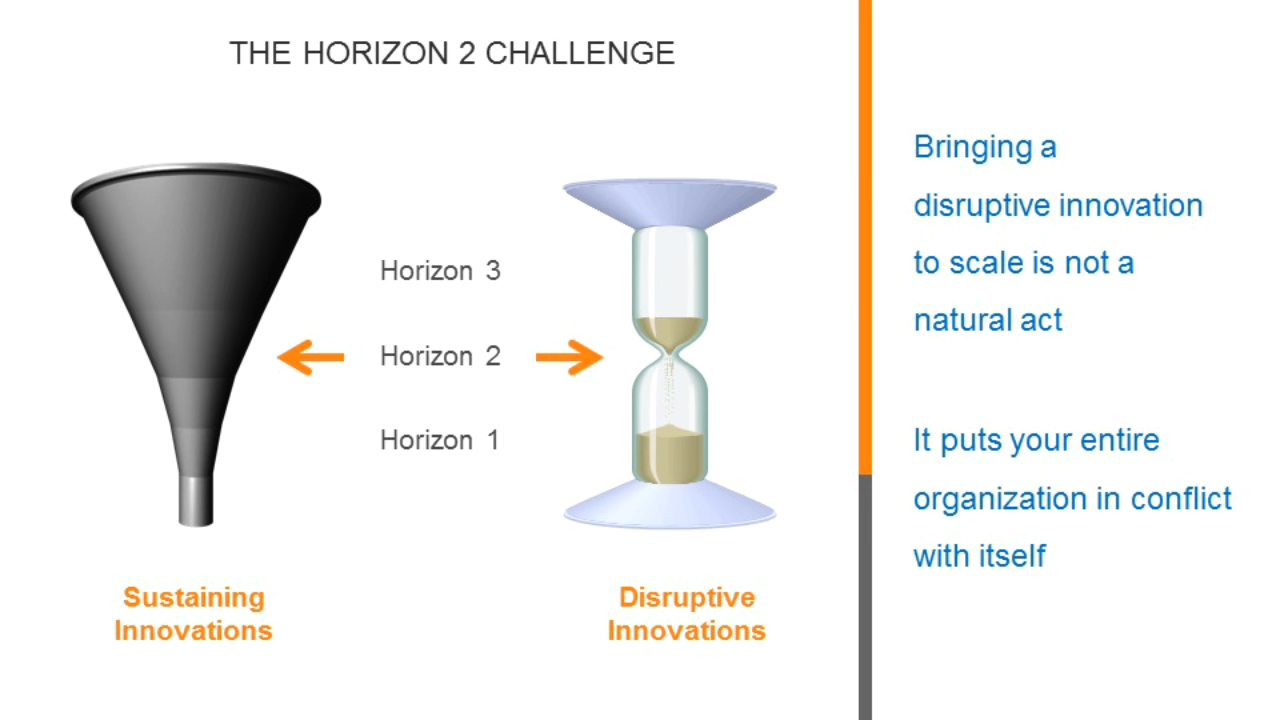 THE HORIZON 2 CHALLENGE
Horizon 3
Horizon 2
Horizon 1
Sustaining
Innovations
Disruptive
Innovations
Bringing a
disruptive innovation
to scale is not a
natural act
It puts your entire
organization in conflict
with itself